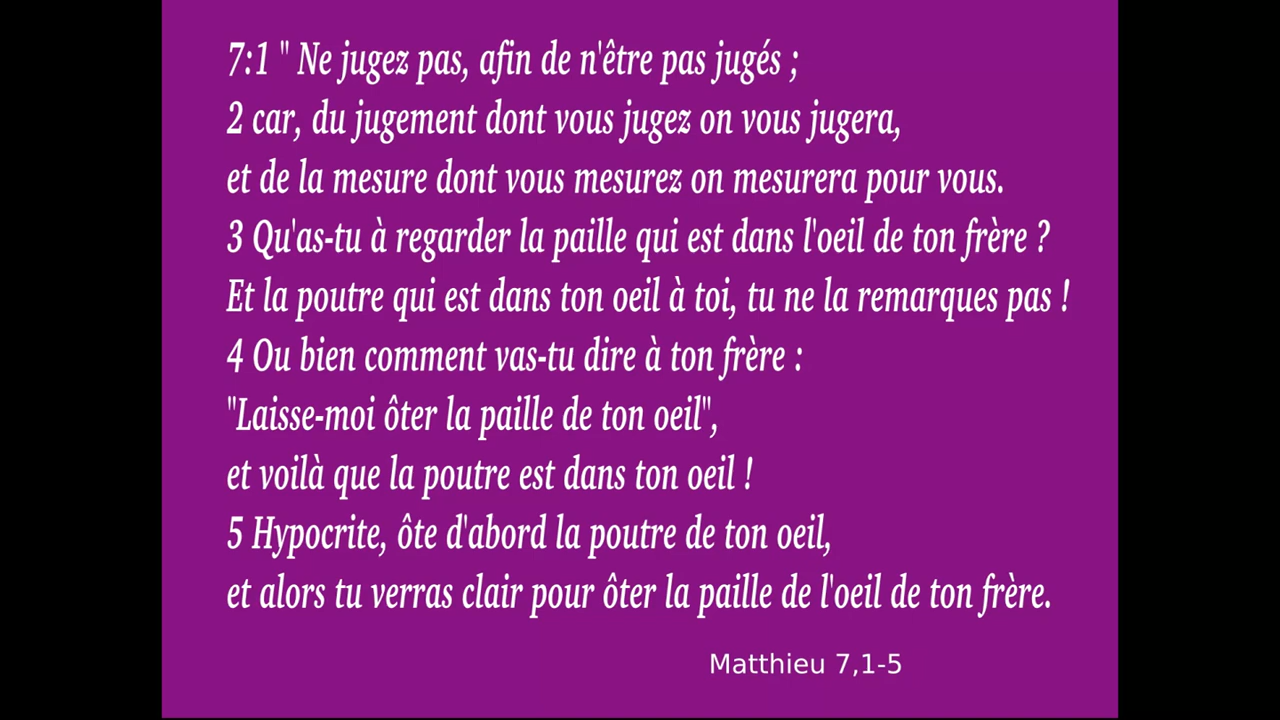 7:1 " Ne jugez pas, afin de n'être pas jugés ;
2 car, du jugement dont vous jugez on vous jugera,
et de la mesure dont vous mesurez on mesurera pour vous.
3 Qu'as-tu à regarder la paille qui est dans l'oeil de ton frère ?
Et la poutre qui est dans ton oeil à toi, tu ne la remarques pas !
4 Ou bien comment vas-tu dire à ton frère :
"Laisse-moi ôter la paille de ton oeil",
et voilà que la poutre est dans ton oeil !
5 Hypocrite, ôte d'abord la poutre de ton oeil,
et alors tu verras clair pour ôter la paille de l'oeil de ton frère.
Matthieu 7,1-5